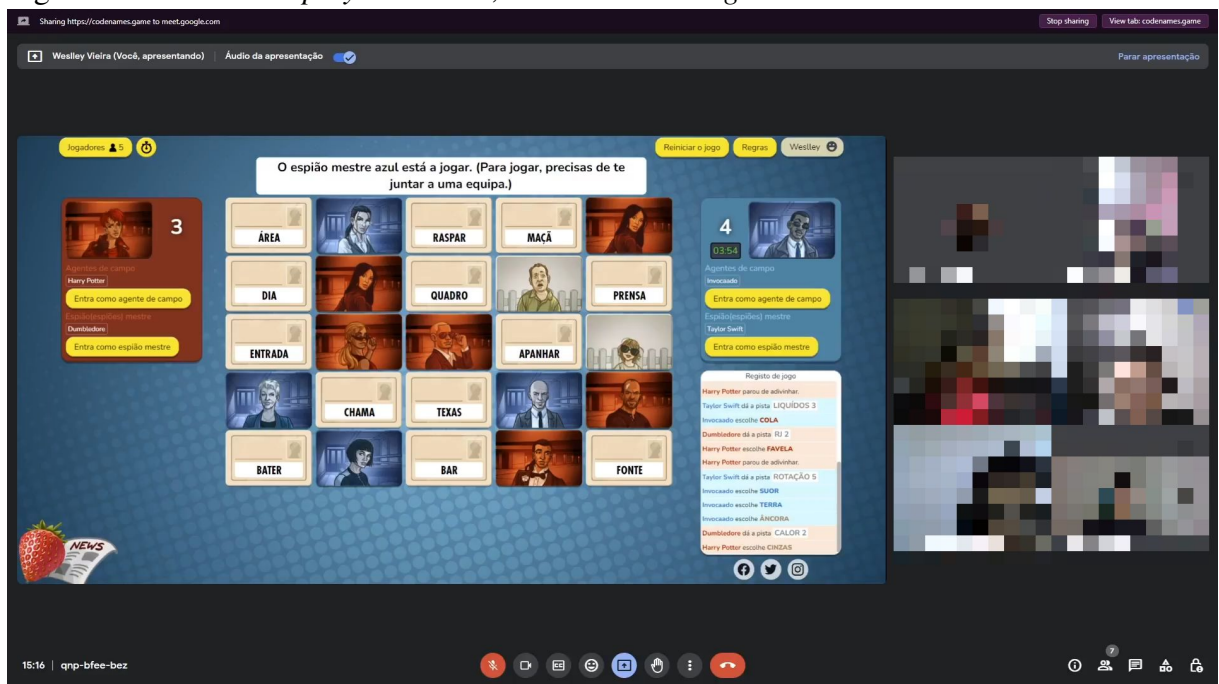 Sharing https://codenames.game to meet.google.com
Stop sharing
View tab: codenames.game
Weslley Vieira (Você, apresentando)
Áudio da apresentação
Parar apresentação
Jogadores 5
Reiniciar o jogo
Regras
Weslley
O espião mestre azul está a jogar. (Para jogar, precisas de te
juntar a uma equipa.)
3
Agentes de campo
Harry Potter
Entra como agente de campo
Espião(espiões) mestre
Dumbledore
Entra como espião mestre
ÁREA
RASPAR
MAÇÃ
DIA
QUADRO
PRENSA
ENTRADA
APANHAR
CHAMA
TEXAS
BATER
BAR
FONTE
4
03:54
Agentes de campo
Invocaado
Entra como agente de campo
Espião(espiões) mestre
Taylor Swift
Entra como espião mestre
Registo de jogo
Harry Potter parou de adivinhar.
Taylor Swift dá a pista LIQUÍDOS 3
Invocaado escolhe COLA
Dumbledore dá a pista RJ 2
Harry Potter escolhe FAVELA
Harry Potter parou de adivinhar.
Taylor Swift dá a pista ROTAÇÃO 5
Invocaado escolhe SUOR
Invocaado escolhe TERRA
Invocaado escolhe ÂNCORA
Dumbledore dá a pista CALOR 2
Harry Potter escolhe CINZAS
NEWS
15:16 | qnp-bfee-bez
CC
7